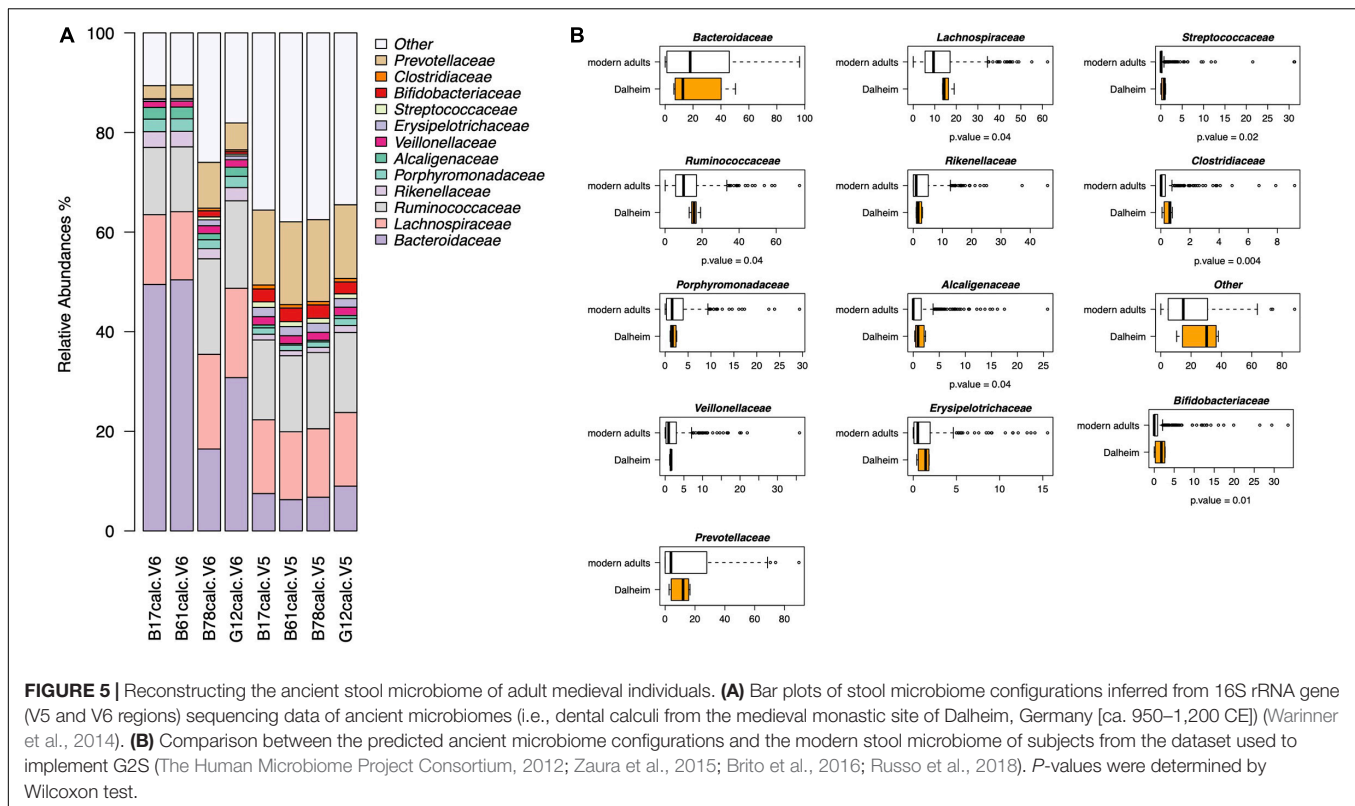 A
100
80
60
40
20
0
Relative Abundances %
B17calc.V6
B61calc.V6
B78calc.V6
G12calc.V6
B17calc.V5
B61calc.V5
B78calc.V5
G12calc.V5
Other
Prevotellaceae
Clostridiaceae
Bifidobacteriaceae
Streptococcaceae
Erysipelotrichaceae
Veillonellaceae
Alcaligenaceae
Porphyromonadaceae
Rikenellaceae
Ruminococcaceae
Lachnospiraceae
Bacteroidaceae
B
Bacteroidaceae
modern adults
Dalheim
0 20 40 60 80 100
Lachnospiraceae
modern adults
Dalheim
0 10 20 30 40 50 60
p.value = 0.04
Streptococcaceae
modern adults
Dalheim
0 5 10 15 20 25 30
p.value = 0.02
Ruminococcaceae
modern adults
Dalheim
0 20 40 60
p.value = 0.04
Rikenellaceae
modern adults
Dalheim
0 10 20 30 40
Clostridiaceae
modern adults
Dalheim
0 2 4 6 8
p.value = 0.004
Porphyromonadaceae
modern adults
Dalheim
0 5 10 15 20 25 30
Alcaligenaceae
modern adults
Dalheim
0 5 10 15 20 25
p.value = 0.04
Other
modern adults
Dalheim
0 20 40 60 80
Veillonellaceae
modern adults
Dalheim
0 5 10 20 30
Erysipelotrichaceae
modern adults
Dalheim
0 5 10 15
Bifidobacteriaceae
modern adults
Dalheim
0 5 10 20 30
p.value = 0.01
Prevotellaceae
modern adults
Dalheim
0 20 40 60 80
FIGURE 5 | Reconstructing the ancient stool microbiome of adult medieval individuals. (A) Bar plots of stool microbiome configurations inferred from 16S rRNA gene
(V5 and V6 regions) sequencing data of ancient microbiomes (i.e., dental calculi from the medieval monastic site of Dalheim, Germany [ca. 950–1,200 CE]) (Warinner
et al., 2014). (B) Comparison between the predicted ancient microbiome configurations and the modern stool microbiome of subjects from the dataset used to
implement G2S (The Human Microbiome Project Consortium, 2012; Zaura et al., 2015; Brito et al., 2016; Russo et al., 2018). P-values were determined by
Wilcoxon test.